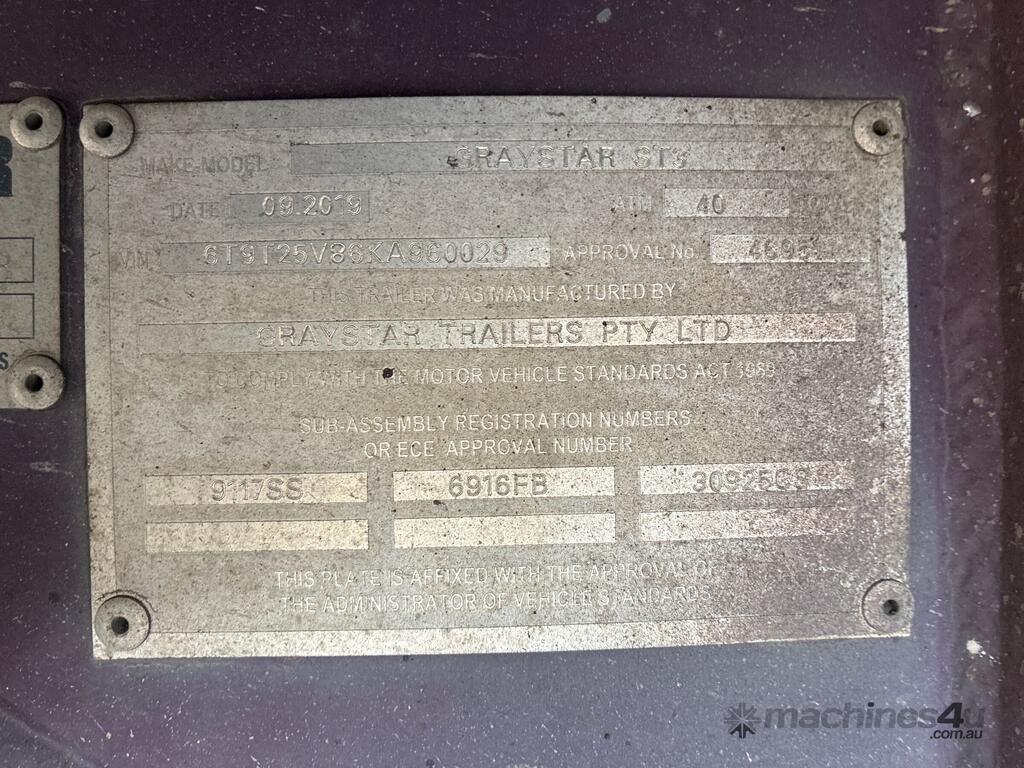 MAKE-MODEL GRAYSTAR ST3
DATE 09.2019 ATM 40
VIN 6T9T25V86KA960029 APPROVAL No
THIS TRAILER WAS MANUFACTURED BY
GRAYSTAR TRAILERS PTY LTD
TO COMPLY WITH THE MOTOR VEHICLE STANDARDS ACT 1989
SUB-ASSEMBLY REGISTRATION NUMBERS
OR ECE APPROVAL NUMBER
9117SS 6916FB
THIS PLATE IS AFFIXED WITH THE APPROVAL OF
THE ADMINISTRATOR OF VEHICLE STANDARDS
machines4u
.com.au